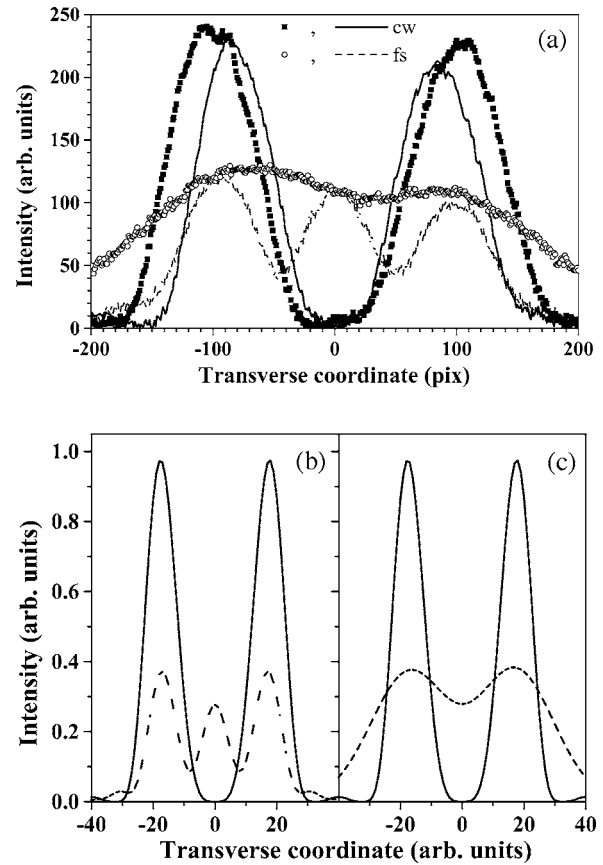 250
200
150
100
50
0
■ , — cw
○ , --- fs
(a)
Intensity (arb. units)
-200 -100 0 100 200
Transverse coordinate (pix)
1.0
0.8
0.6
0.4
0.2
0.0
(b)
(c)
Intensity (arb. units)
-40 -20 0 20 -20 0 20 40
Transverse coordinate (arb. units)